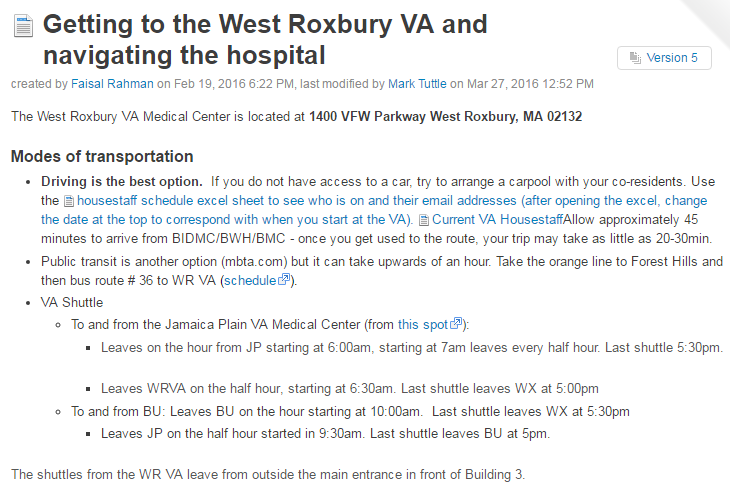 Getting to the West Roxbury VA and
navigating the hospital
Version 5
created by Faisal Rahman on Feb 19, 2016 6:22 PM, last modified by Mark Tuttle on Mar 27, 2016 12:52 PM
The West Roxbury VA Medical Center is located at 1400 VFW Parkway West Roxbury, MA 02132
Modes of transportation
• Driving is the best option.  If you do not have access to a car, try to arrange a carpool with your co-residents. Use
the housestaff schedule excel sheet to see who is on and their email addresses (after opening the excel, change
the date at the top to correspond with when you start at the VA). Current VA HousestaffAllow approximately 45
minutes to arrive from BIDMC/BWH/BMC - once you get used to the route, your trip may take as little as 20-30min.
• Public transit is another option (mbta.com) but it can take upwards of an hour. Take the orange line to Forest Hills and
then bus route # 36 to WR VA (schedule).
• VA Shuttle
◦ To and from the Jamaica Plain VA Medical Center (from this spot):
▪ Leaves on the hour from JP starting at 6:00am, starting at 7am leaves every half hour. Last shuttle 5:30pm.
▪ Leaves WRVA on the half hour, starting at 6:30am. Last shuttle leaves WX at 5:00pm
◦ To and from BU: Leaves BU on the hour starting at 10:00am.  Last shuttle leaves WX at 5:30pm
▪ Leaves JP on the half hour started in 9:30am. Last shuttle leaves BU at 5pm.
The shuttles from the WR VA leave from outside the main entrance in front of Building 3.